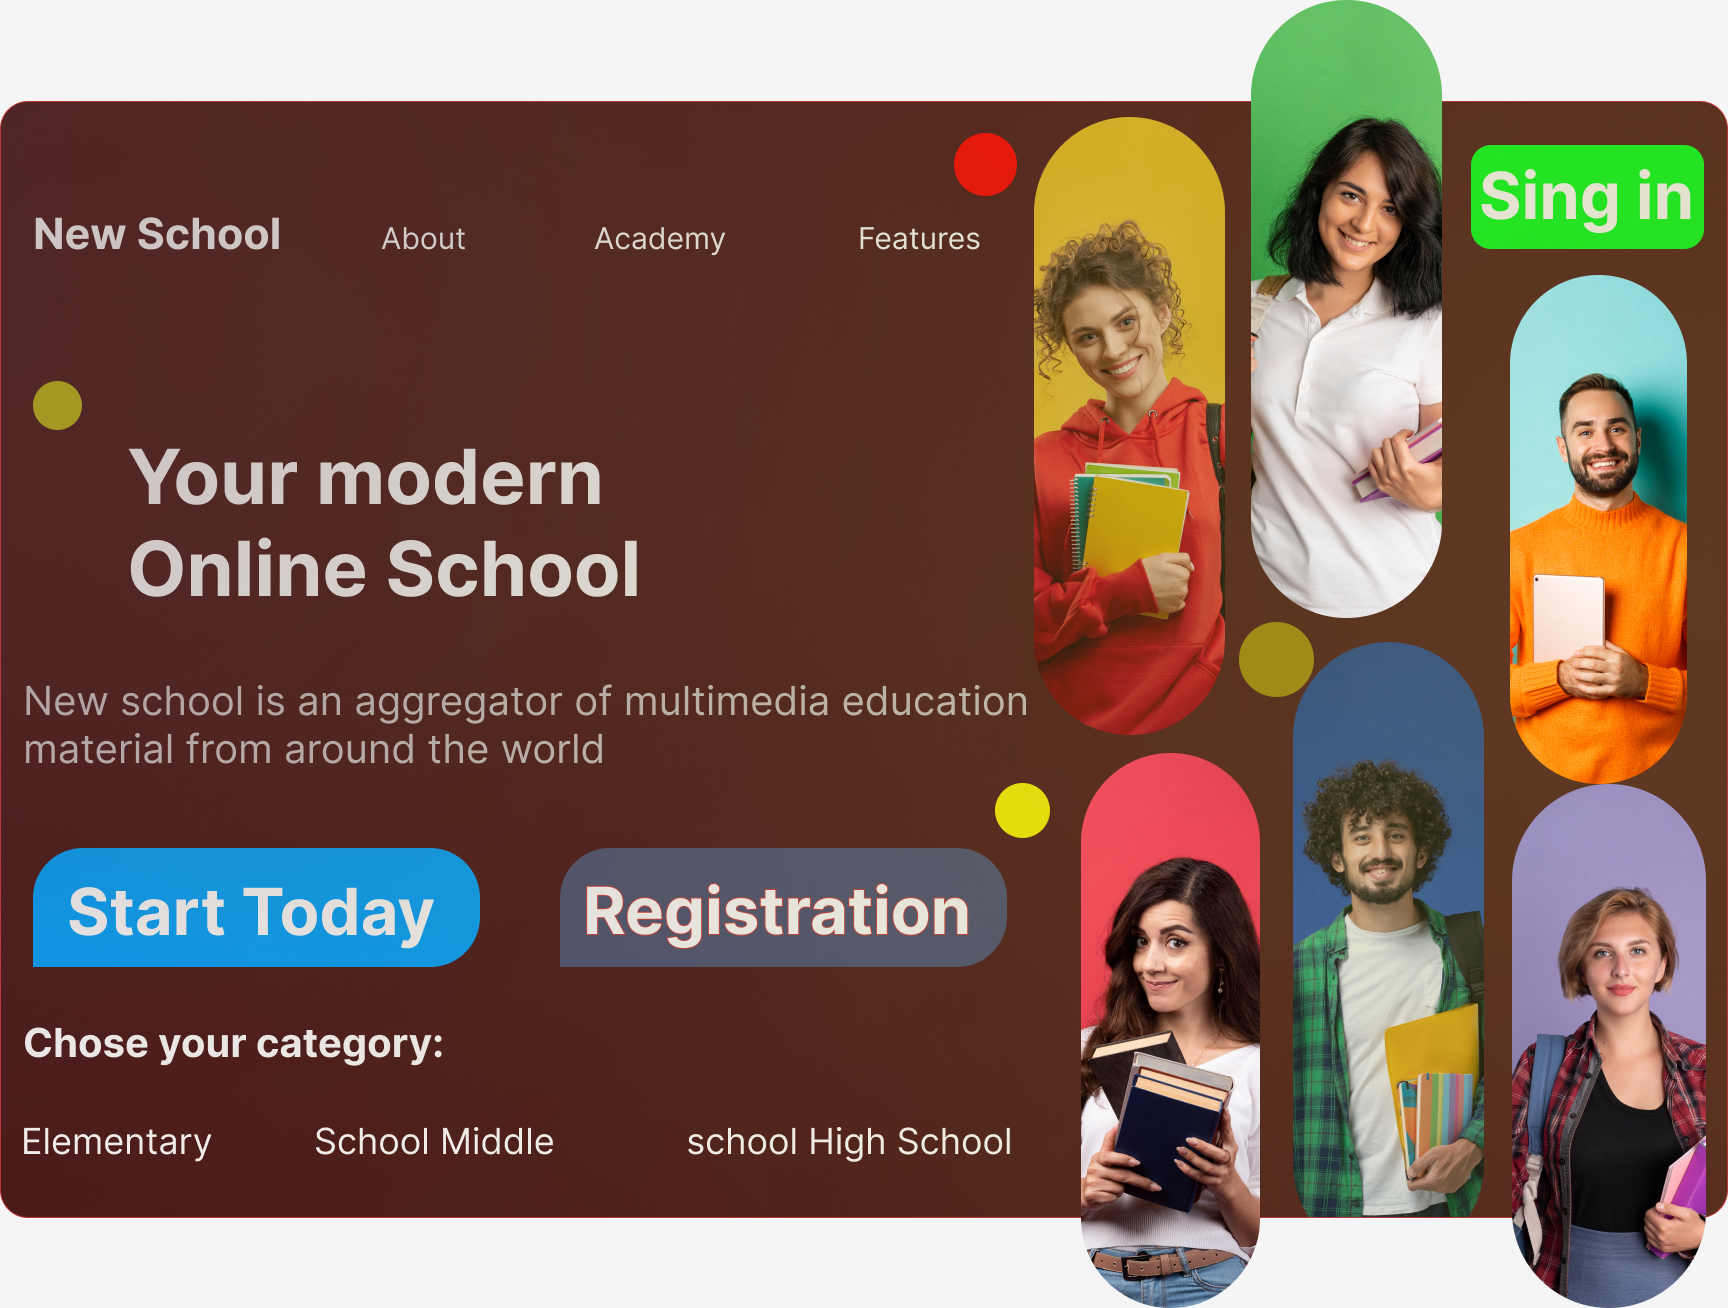 Sing in
New School
About
Academy
Features
Your modern
Online School
New school is an aggregator of multimedia education
material from around the world
Start Today
Registration
Chose your category:
Elementary
School Middle
school High School